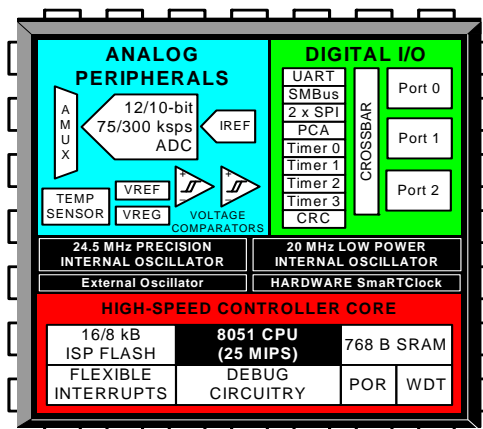 ANALOG
PERIPHERALS
AMUX
12/10-bit
75/300 ksps
ADC
IREF
TEMP
SENSOR
VREF
VREG
+
–
+
–
VOLTAGE
COMPARATORS
DIGITAL I/O
UART
SMBus
2 x SPI
PCA
Timer 0
Timer 1
Timer 2
Timer 3
CRC
CROSSBAR
Port 0
Port 1
Port 2
24.5 MHz PRECISION
INTERNAL OSCILLATOR
20 MHz LOW POWER
INTERNAL OSCILLATOR
External Oscillator
HARDWARE SmaRTClock
HIGH-SPEED CONTROLLER CORE
16/8 kB
ISP FLASH
8051 CPU
(25 MIPS)
768 B SRAM
FLEXIBLE
INTERRUPTS
DEBUG
CIRCUITRY
POR
WDT